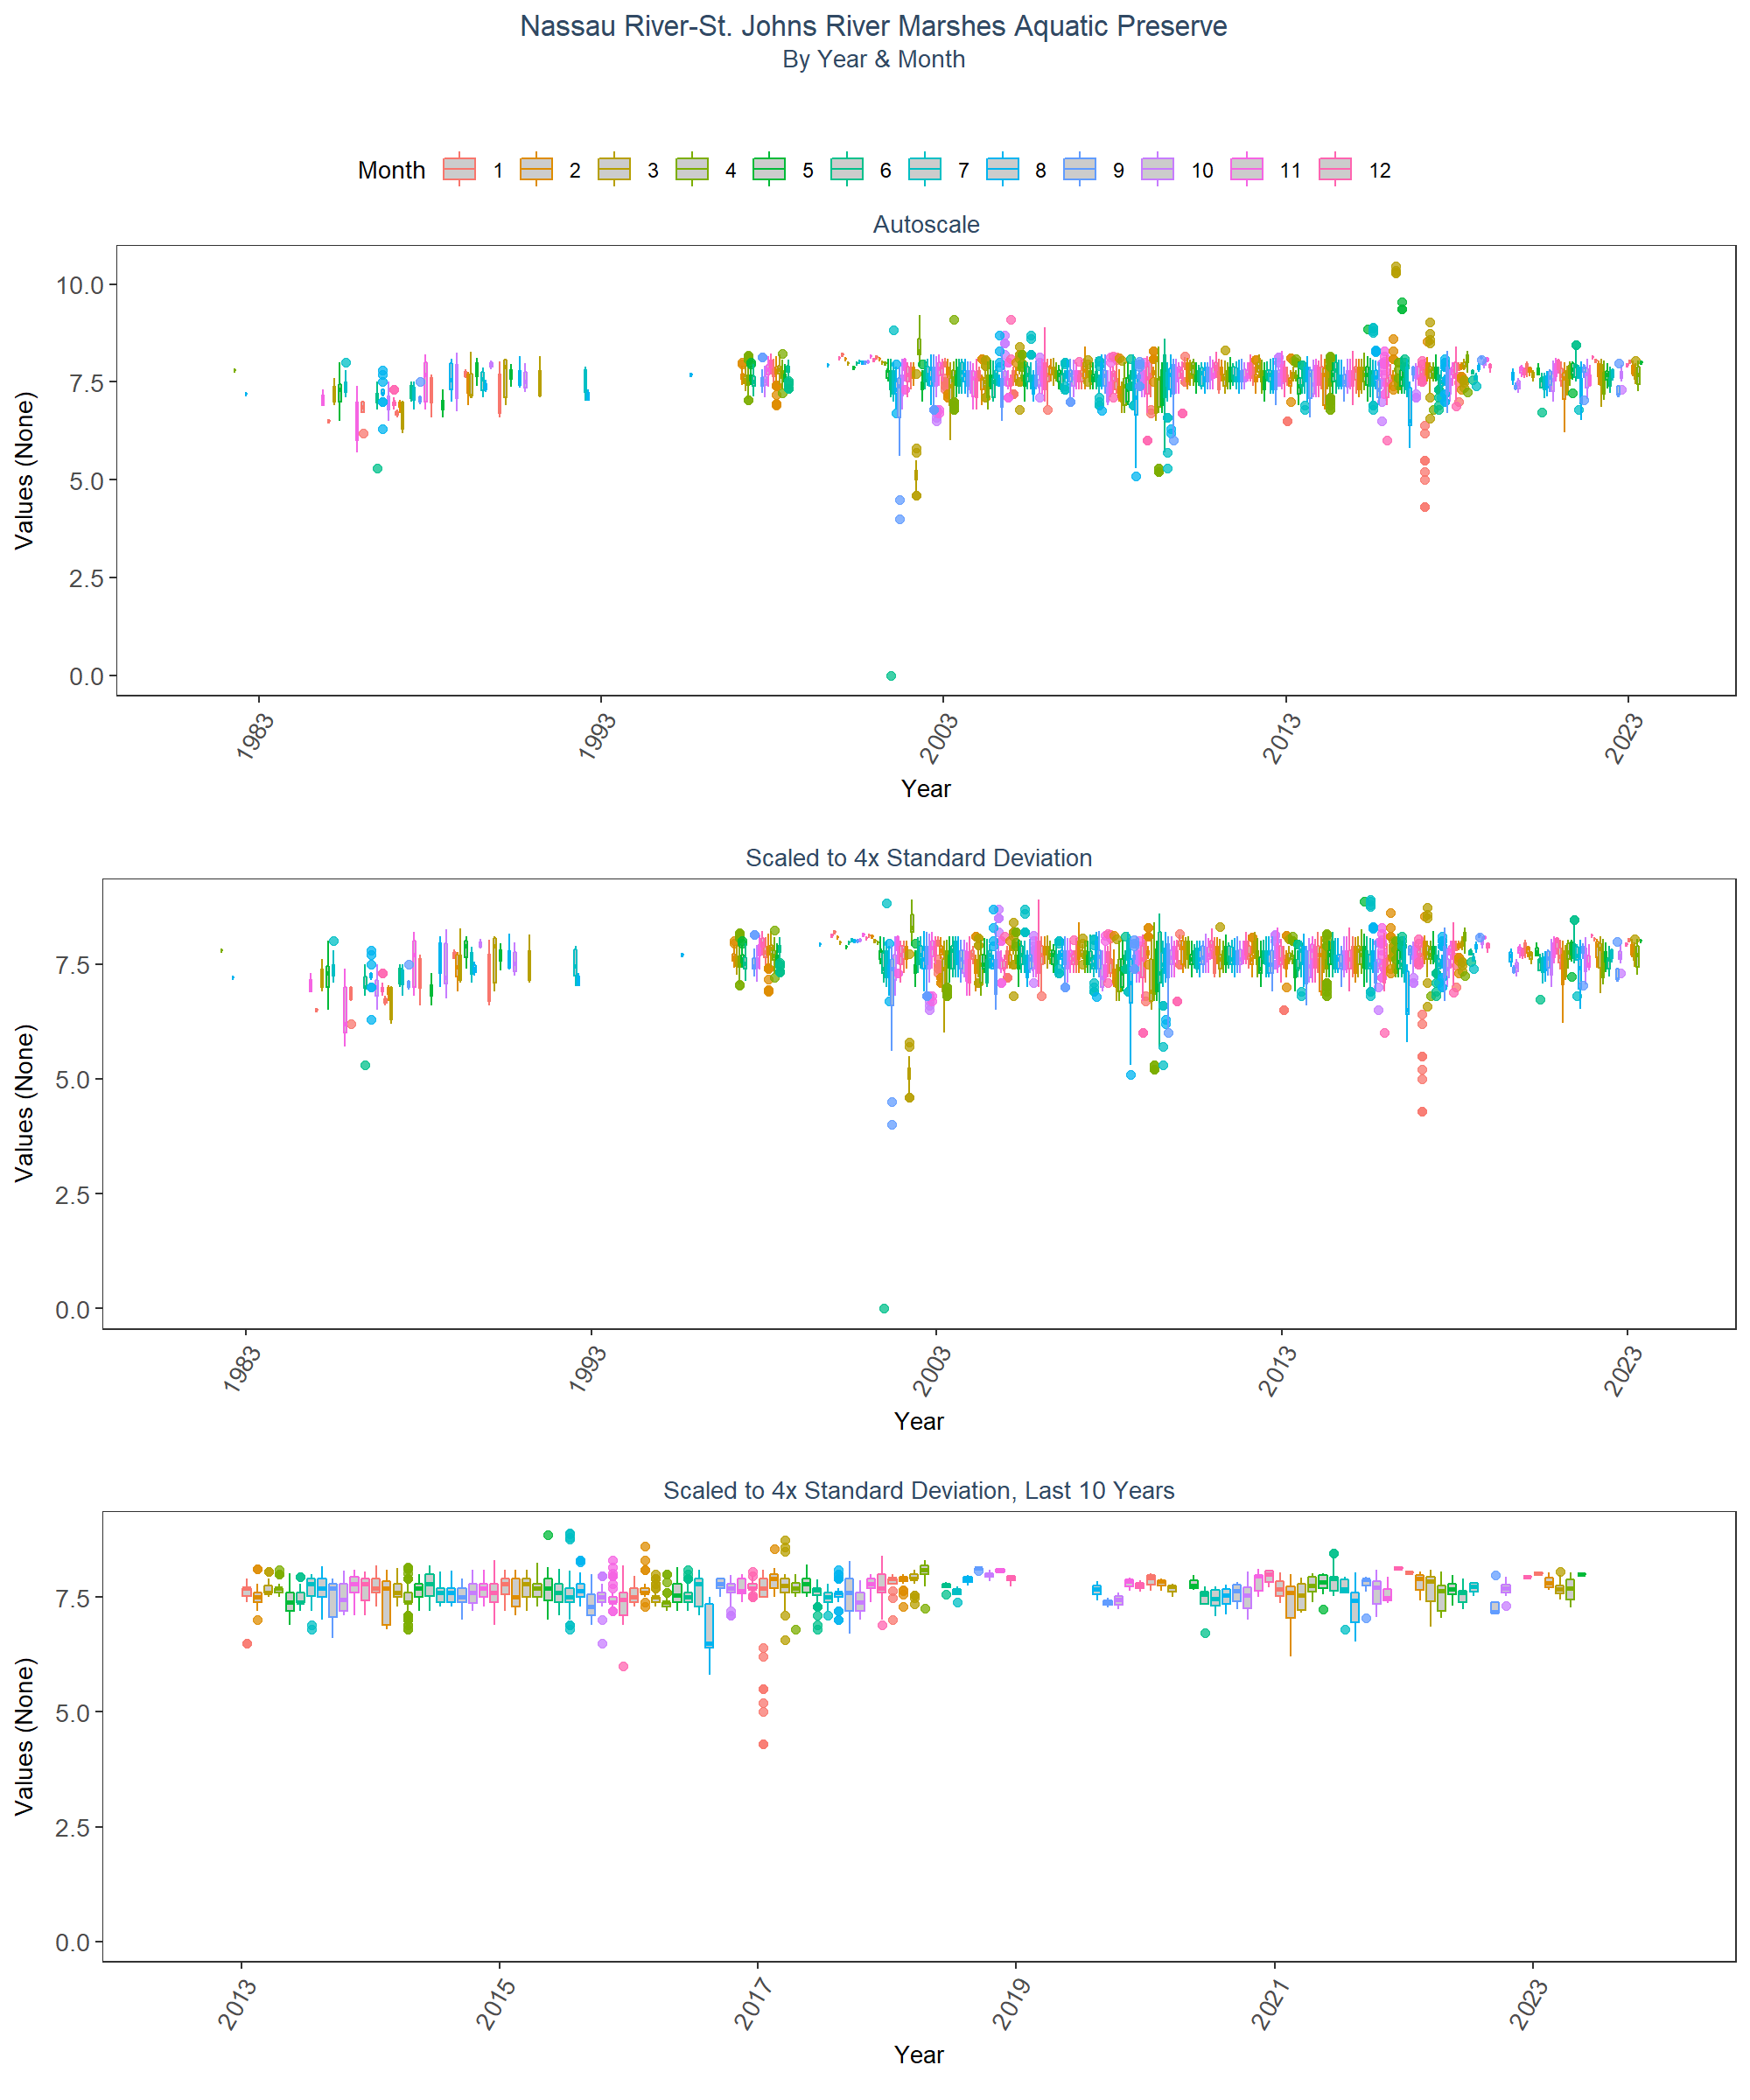 Nassau River-St. Johns River Marshes Aquatic Preserve
By Year & Month
Month 1 2 3 4 5 6 7 8 9 10 11 12
Autoscale
10.0
7.5
5.0
2.5
0.0
Values (None)
1983 1993 2003 2013 2023
Year
Scaled to 4x Standard Deviation
7.5
5.0
2.5
0.0
Values (None)
1983 1993 2003 2013 2023
Year
Scaled to 4x Standard Deviation, Last 10 Years
7.5
5.0
2.5
0.0
Values (None)
2013 2015 2017 2019 2021 2023
Year